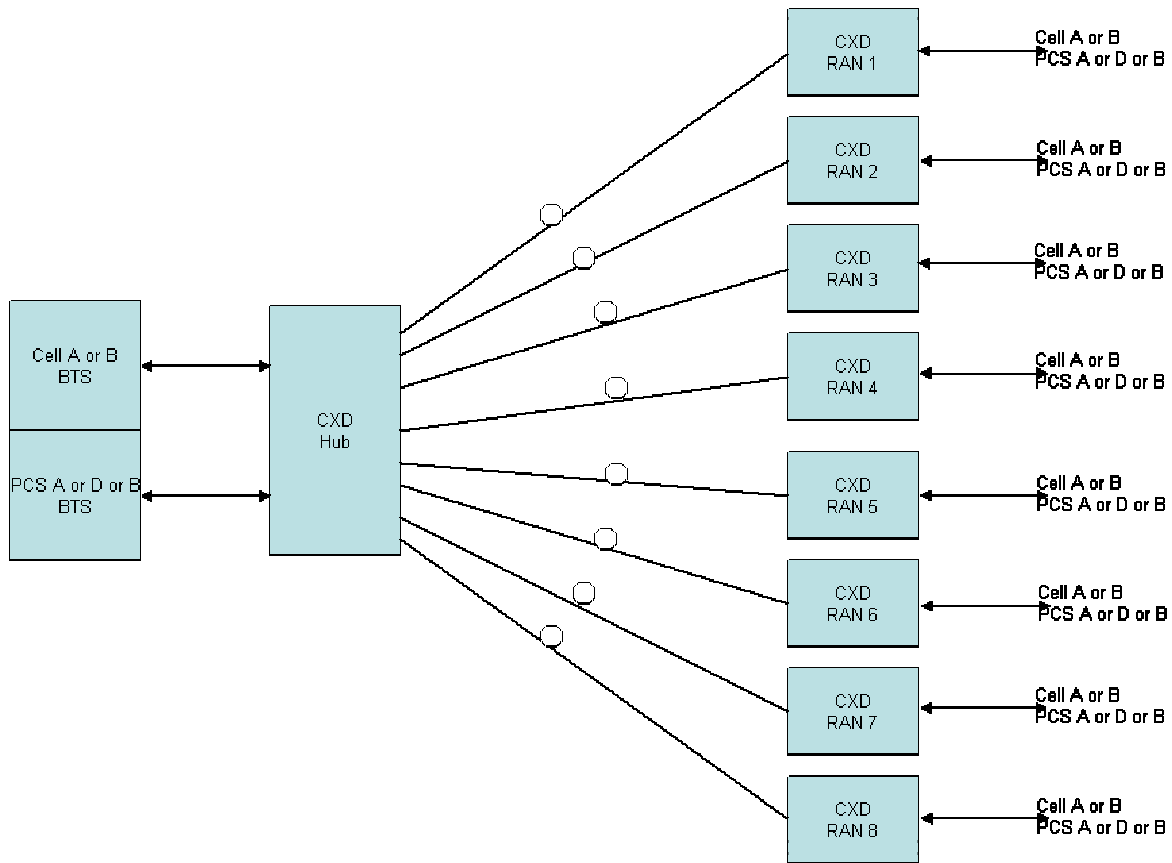 CXD
RAN 1
Cell A or B
PCS A or D or B
CXD
RAN 2
Cell A or B
PCS A or D or B
CXD
RAN 3
Cell A or B
PCS A or D or B
Cell A or B
BTS
PCS A or D or B
BTS
CXD
Hub
CXD
RAN 4
Cell A or B
PCS A or D or B
CXD
RAN 5
Cell A or B
PCS A or D or B
CXD
RAN 6
Cell A or B
PCS A or D or B
CXD
RAN 7
Cell A or B
PCS A or D or B
CXD
RAN 8
Cell A or B
PCS A or D or B